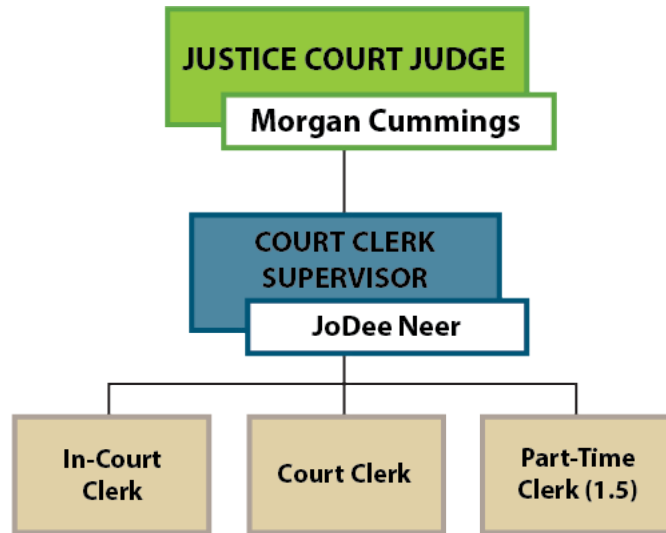 JUSTICE COURT JUDGE
Morgan Cummings
COURT CLERK
SUPERVISOR
JoDee Neer
In-Court
Clerk
Court Clerk
Part-Time
Clerk (1.5)